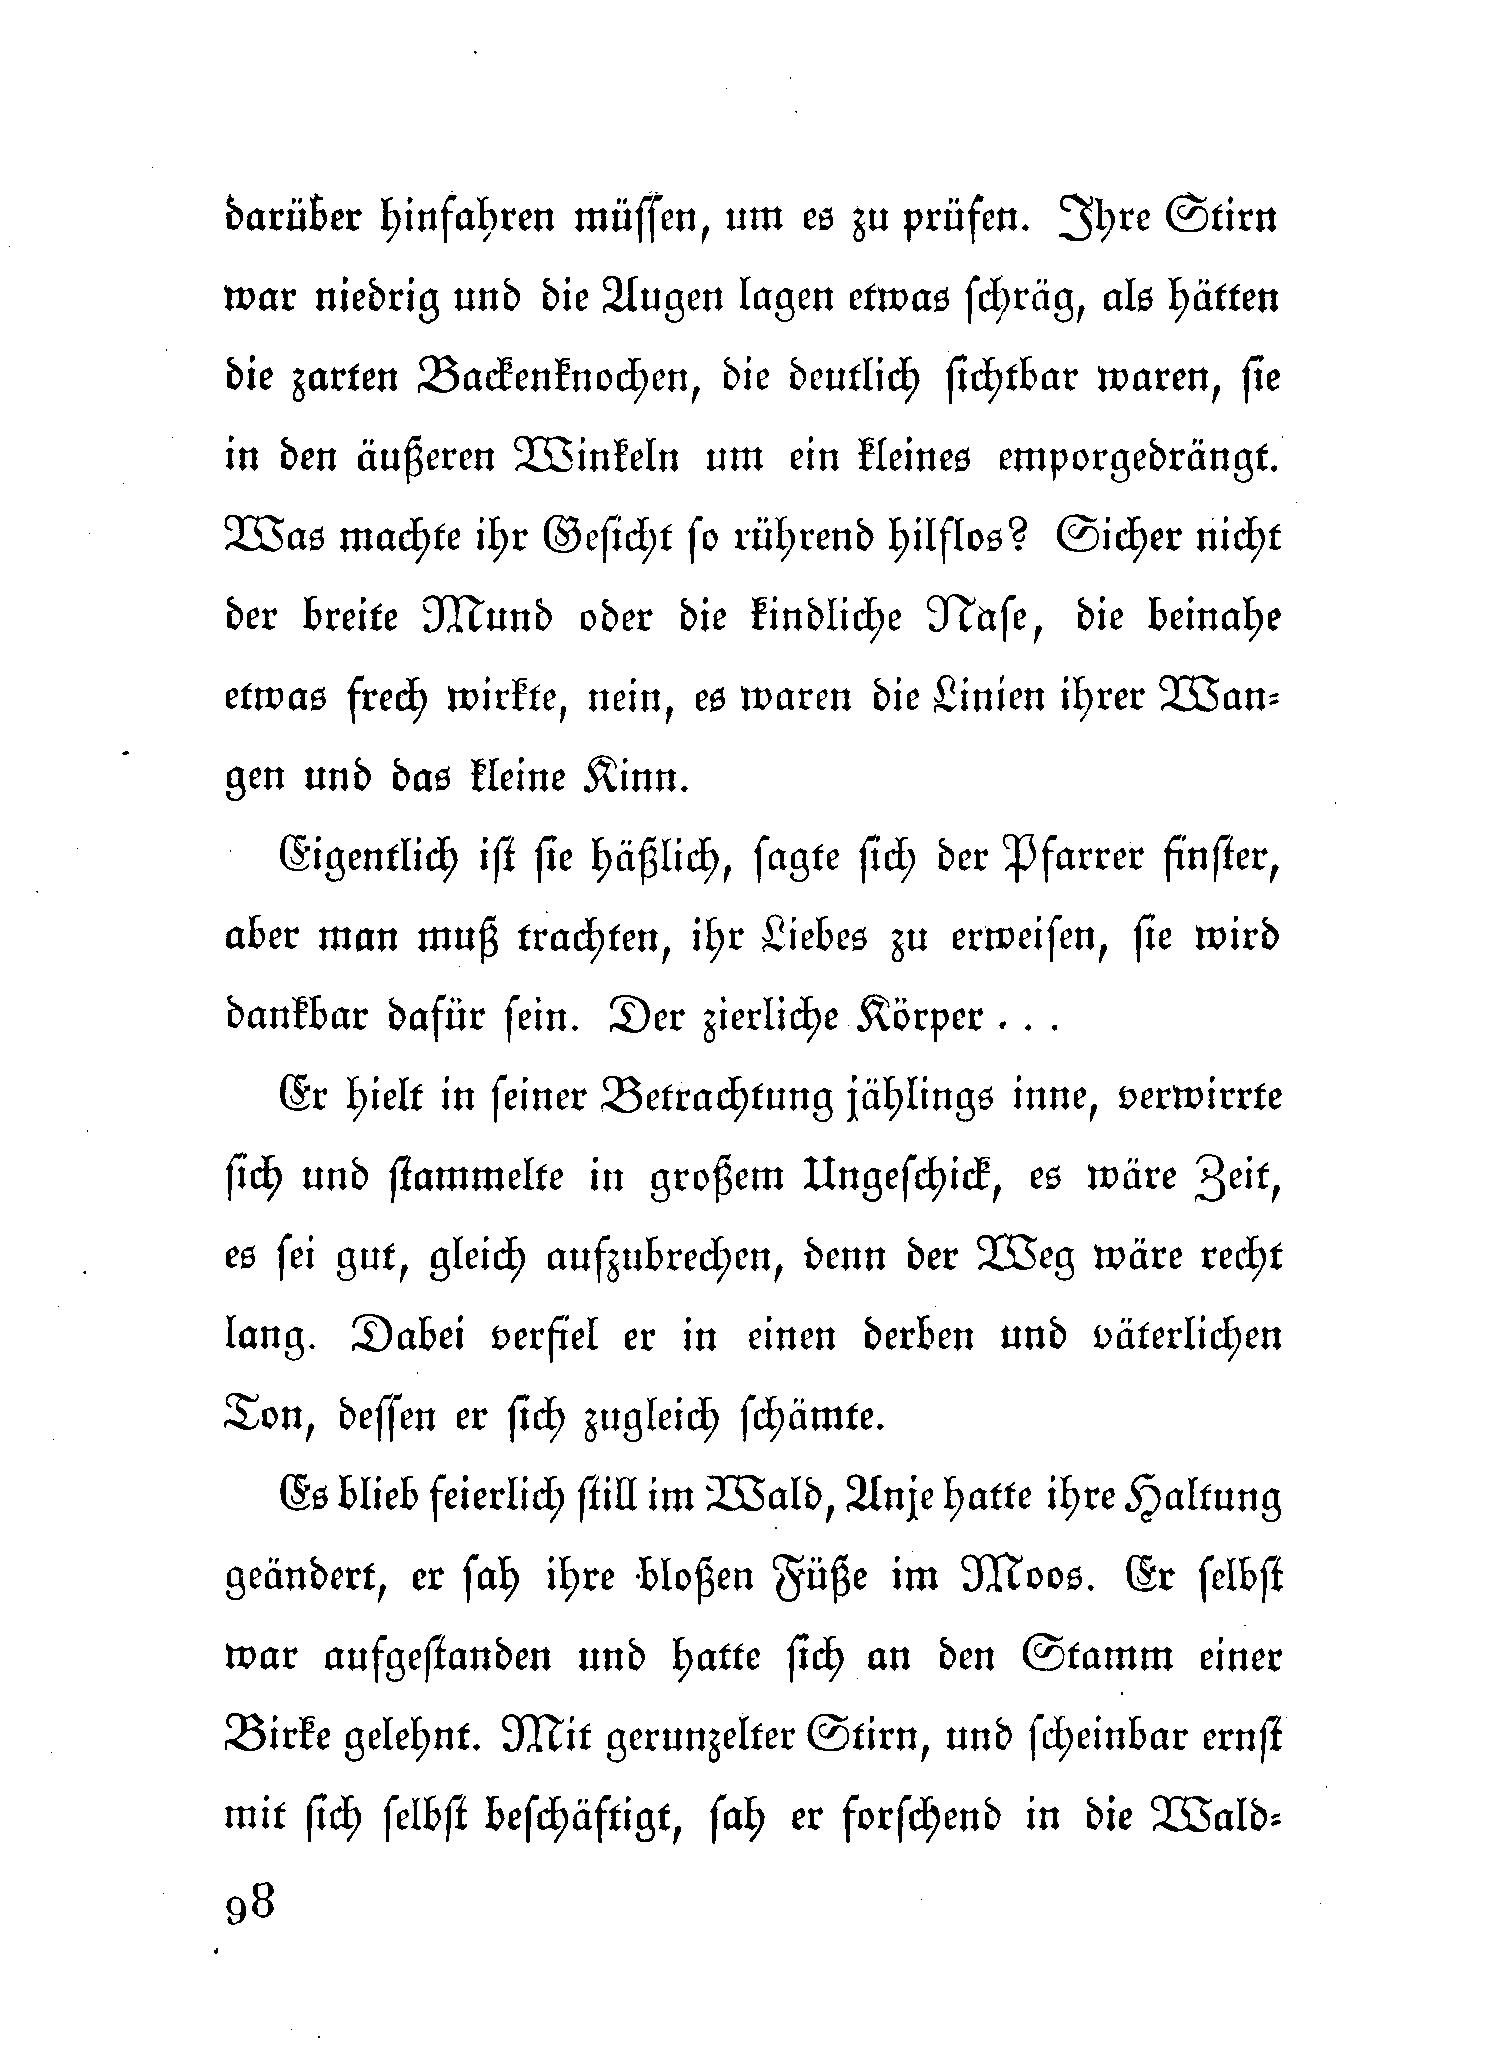 darüber hinfahren müssen, um es zu prüfen. Ihre Stirn
war niedrig und die Augen lagen etwas schräg, als hätten
die zarten Backenknochen, die deutlich sichtbar waren, sie
in den äußeren Winkeln um ein kleines emporgedrängt.
Was machte ihr Gesicht so rührend hilflos? Sicher nicht
der breite Mund oder die kindliche Nase, die beinahe
etwas frech wirkte, nein, es waren die Linien ihrer Wan-
gen und das kleine Kinn.
Eigentlich ist sie häßlich, sagte sich der Pfarrer finster,
aber man muß trachten, ihr Liebes zu erweisen, sie wird
dankbar dafür sein. Der zierliche Körper . . .
Er hielt in seiner Betrachtung jählings inne, verwirrte
sich und stammelte in großem Ungeschick, es wäre Zeit,
es sei gut, gleich aufzubrechen, denn der Weg wäre recht
lang. Dabei verfiel er in einen derben und väterlichen
Ton, dessen er sich zugleich schämte.
Es blieb feierlich still im Wald, Anje hatte ihre Haltung
geändert, er sah ihre bloßen Füße im Moos. Er selbst
war aufgestanden und hatte sich an den Stamm einer
Birke gelehnt. Mit gerunzelter Stirn, und scheinbar ernst
mit sich selbst beschäftigt, sah er forschend in die Wald-
98